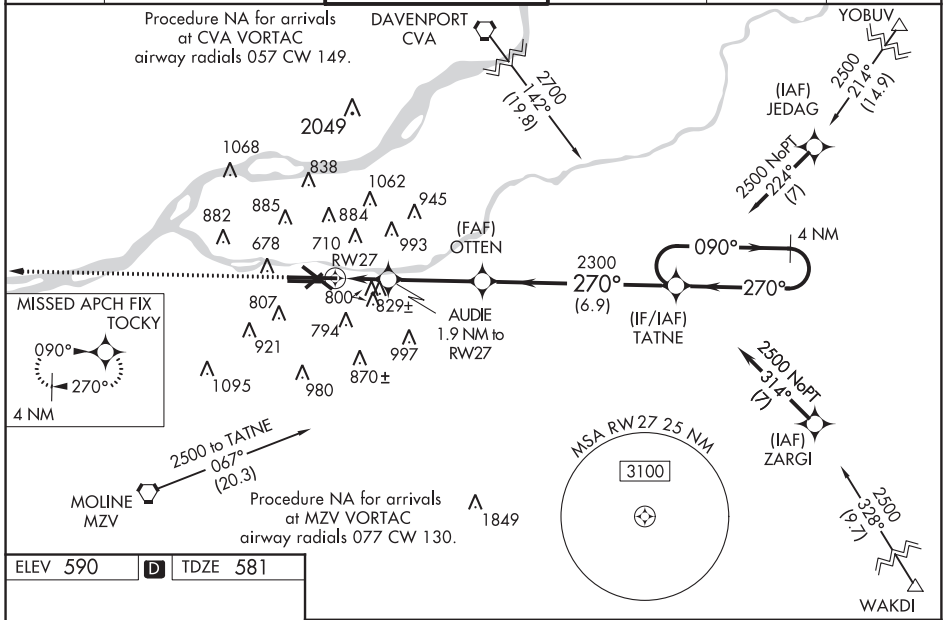 Procedure NA for arrivals
at CVA VORTAC
airway radials 057 CW 149.
DAVENPORT
CVA
2700
142°
(19.8)
YOBUV
2500
214°
(14.9)
(IAF)
JEDAG
2500 NoPT
224°
(7)
2049
1068
838
1062
945
882
885
884
993
678
710
RW27
(FAF)
OTTEN
090°
4 NM
2300
270°
(6.9)
270°
(IF/IAF)
TATNE
800
829±
AUDIE
1.9 NM to
RW27
807
794
921
997
1095
980
870±
MISSED APCH FIX
TOCKY
090°
270°
4 NM
2500 NoPT
314°
(7)
(IAF)
ZARGI
2500 to TATNE
067°
(20.3)
MOLINE
MZV
Procedure NA for arrivals
at MZV VORTAC
airway radials 077 CW 130.
1849
MSA RW 27 25 NM
3100
2500
328°
(9.7)
WAKDI
ELEV 590 D TDZE 581